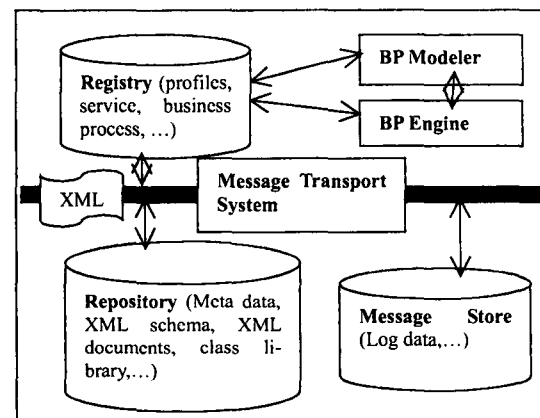 Registry (profiles,
service, business
process, ...)
BP Modeler
BP Engine
XML
Message Transport
System
Repository (Meta data,
XML schema, XML
documents, class li-
brary,...)
Message Store
(Log data,...)